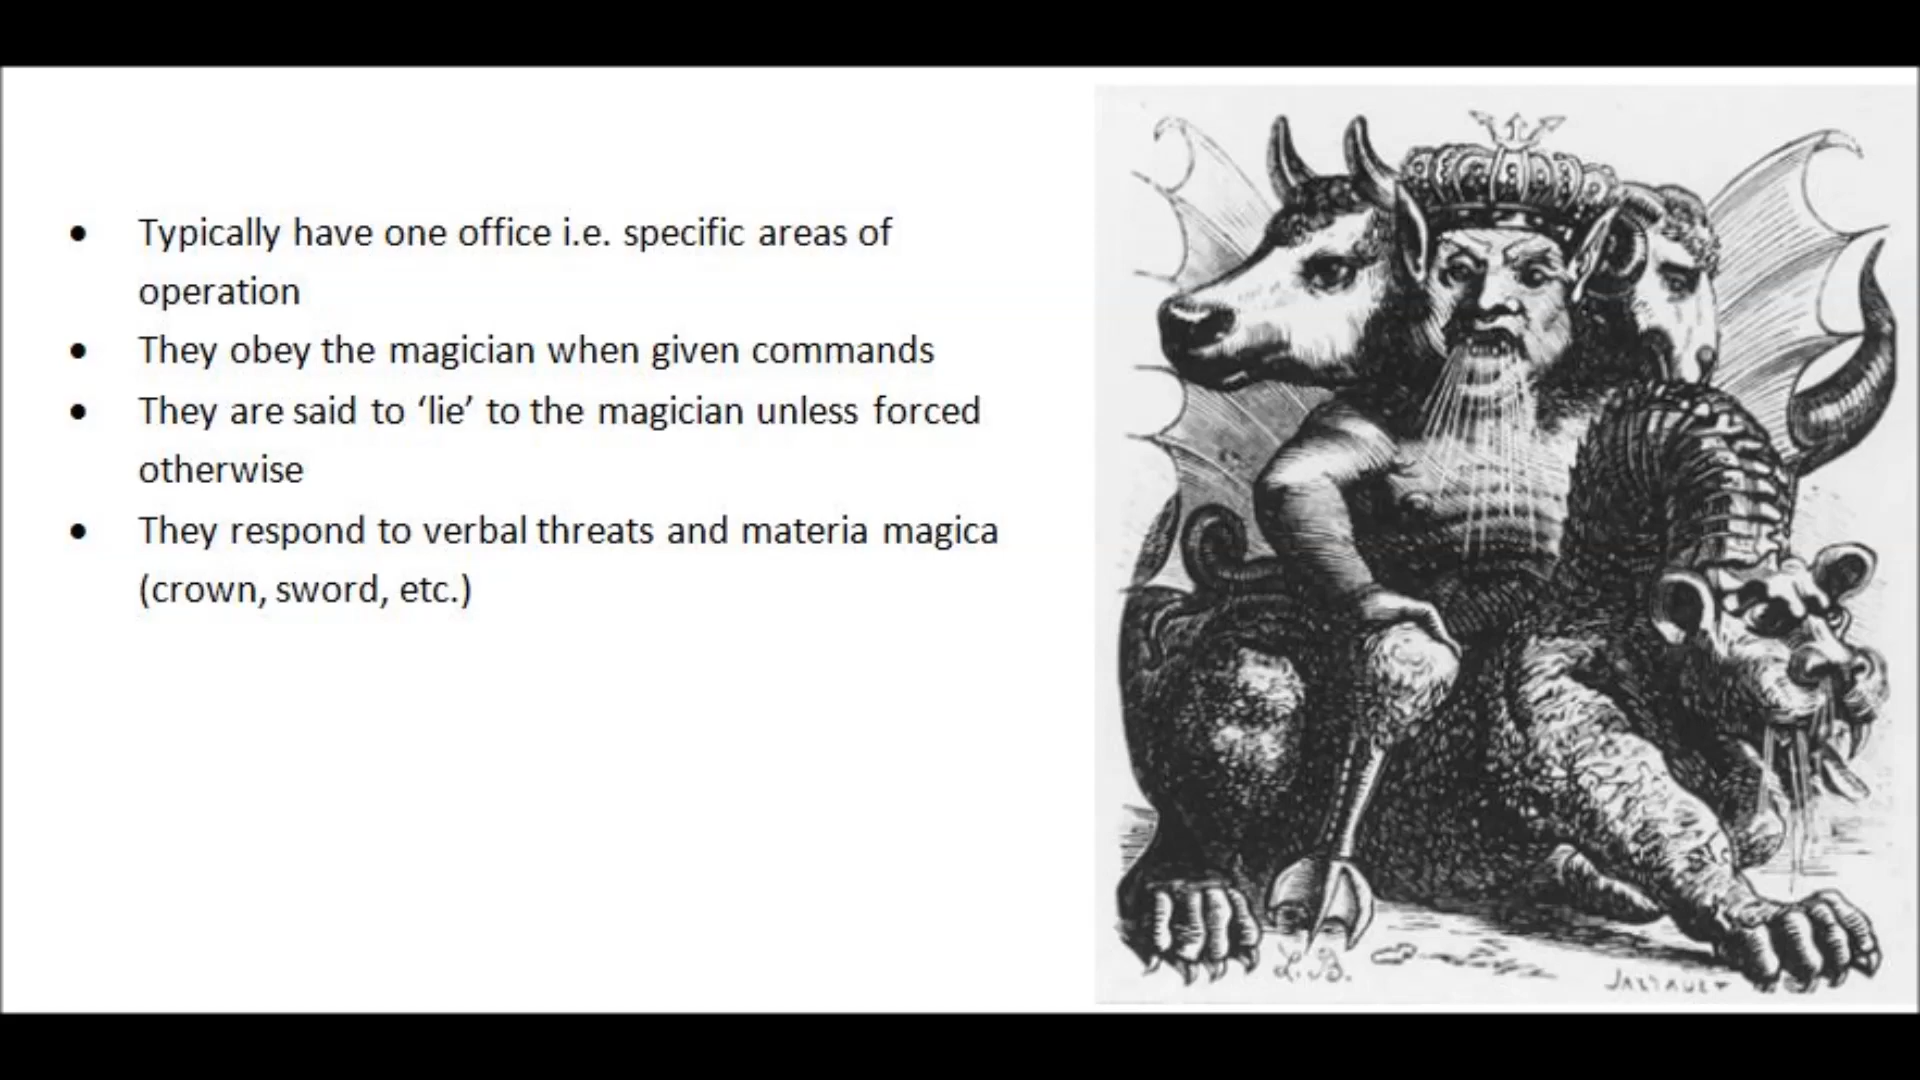 • Typically have one office i.e. specific areas of
operation
• They obey the magician when given commands
• They are said to ‘lie’ to the magician unless forced
otherwise
• They respond to verbal threats and materia magica
(crown, sword, etc.)
L. B.